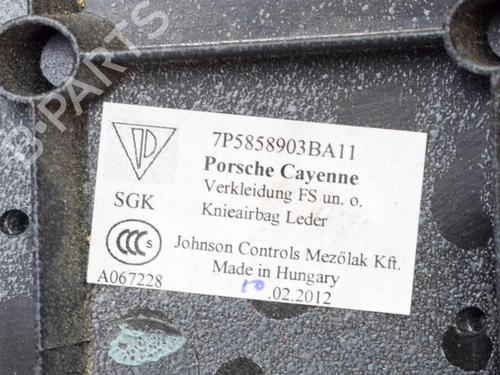 B-PARTS
7P5858903BA11
Porsche Cayenne
Verkleidung FS un. o.
Knieairbag Leder
SGK
CCC S
Johnson Controls Mezőlak Kft.
Made in Hungary
A067228
10 .02.2012